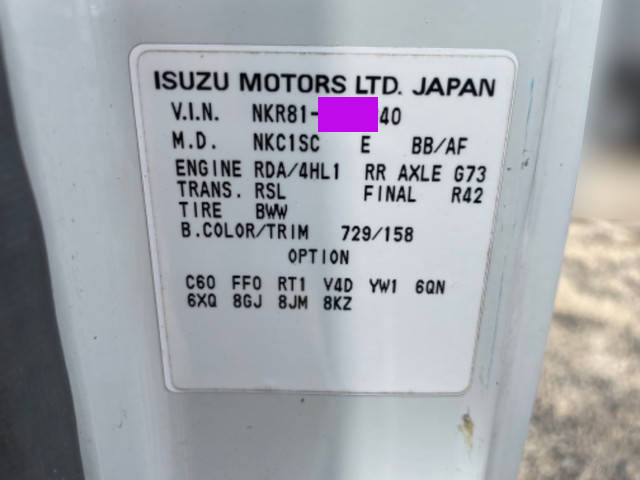 ISUZU MOTORS LTD. JAPAN
V.I.N. NKR81- 40
M.D. NKC1SC E BB/AF
ENGINE RDA/4HL1 RR AXLE G73
TRANS. RSL FINAL R42
TIRE BWW
B.COLOR/TRIM 729/158
OPTION
C60 FF0 RT1 V4D YW1 6QN
6XQ 8GJ 8JM 8KZ